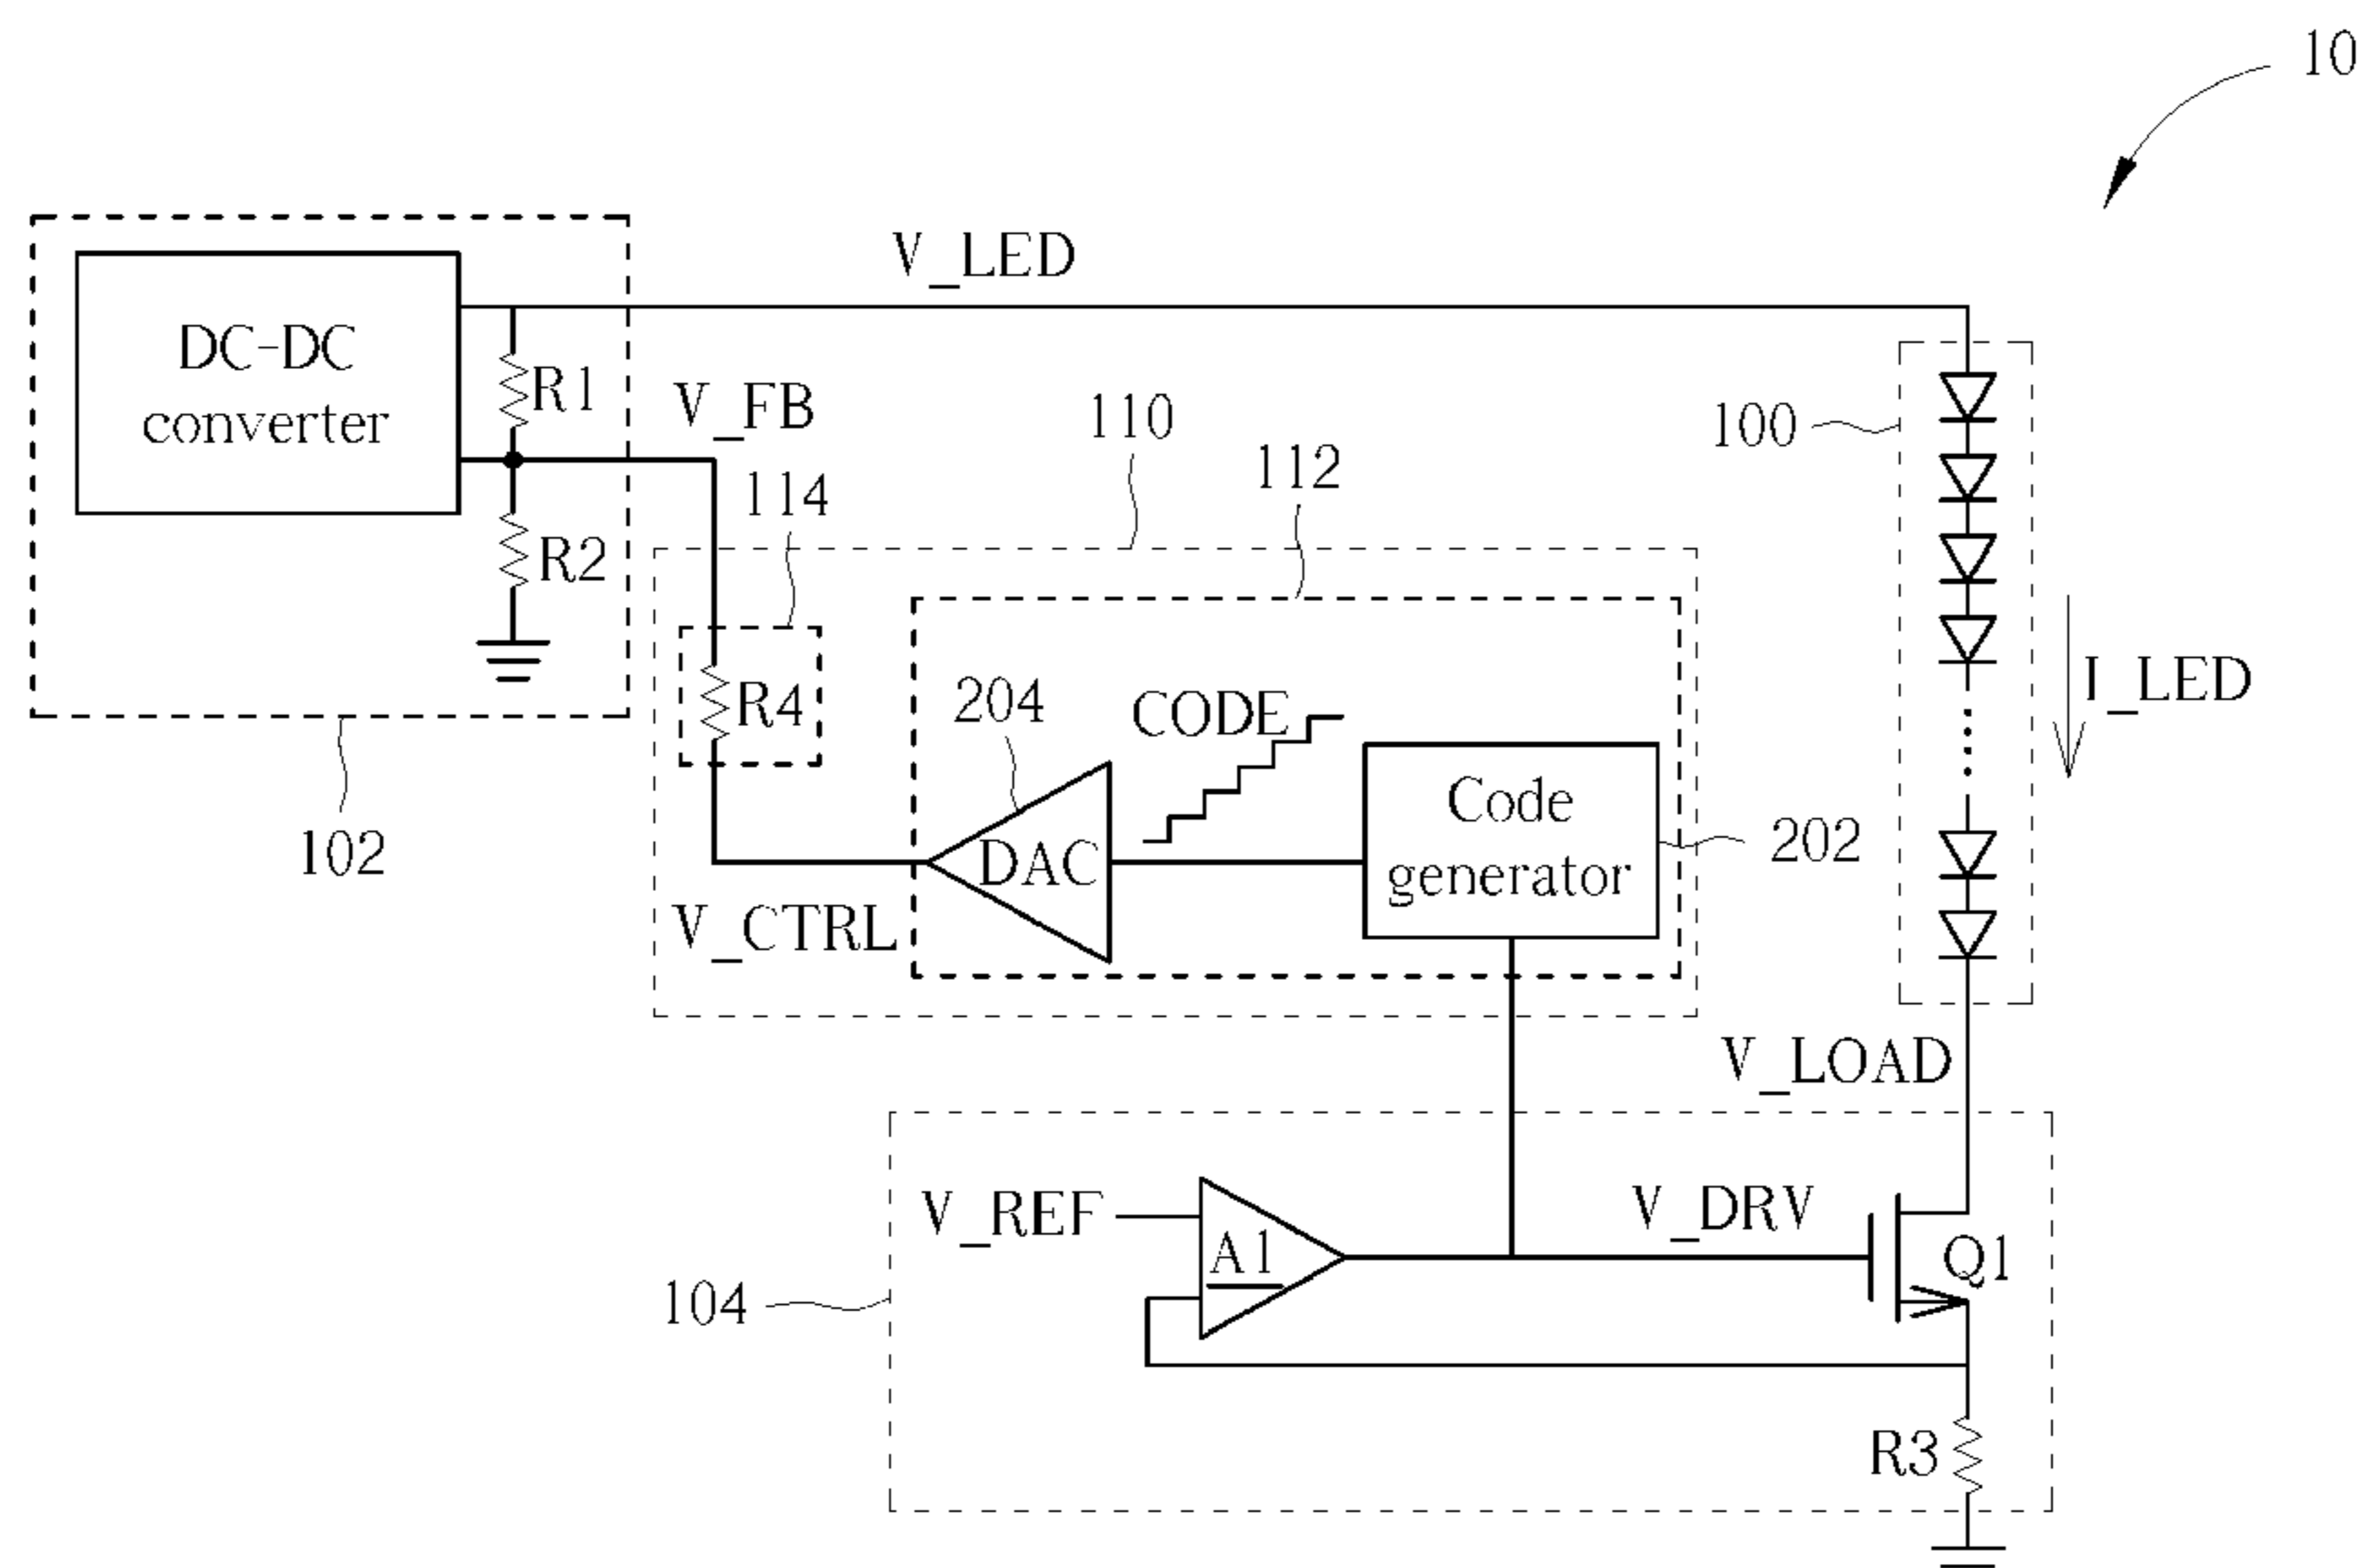 10
V_LED
DC-DC
converter
R1
V_FB
110
100
112
114
R2
I_LED
R4
204
CODE
Code
generator
202
102
DAC
V_CTRL
V_LOAD
V_REF
A1
V_DRV
Q1
104
R3